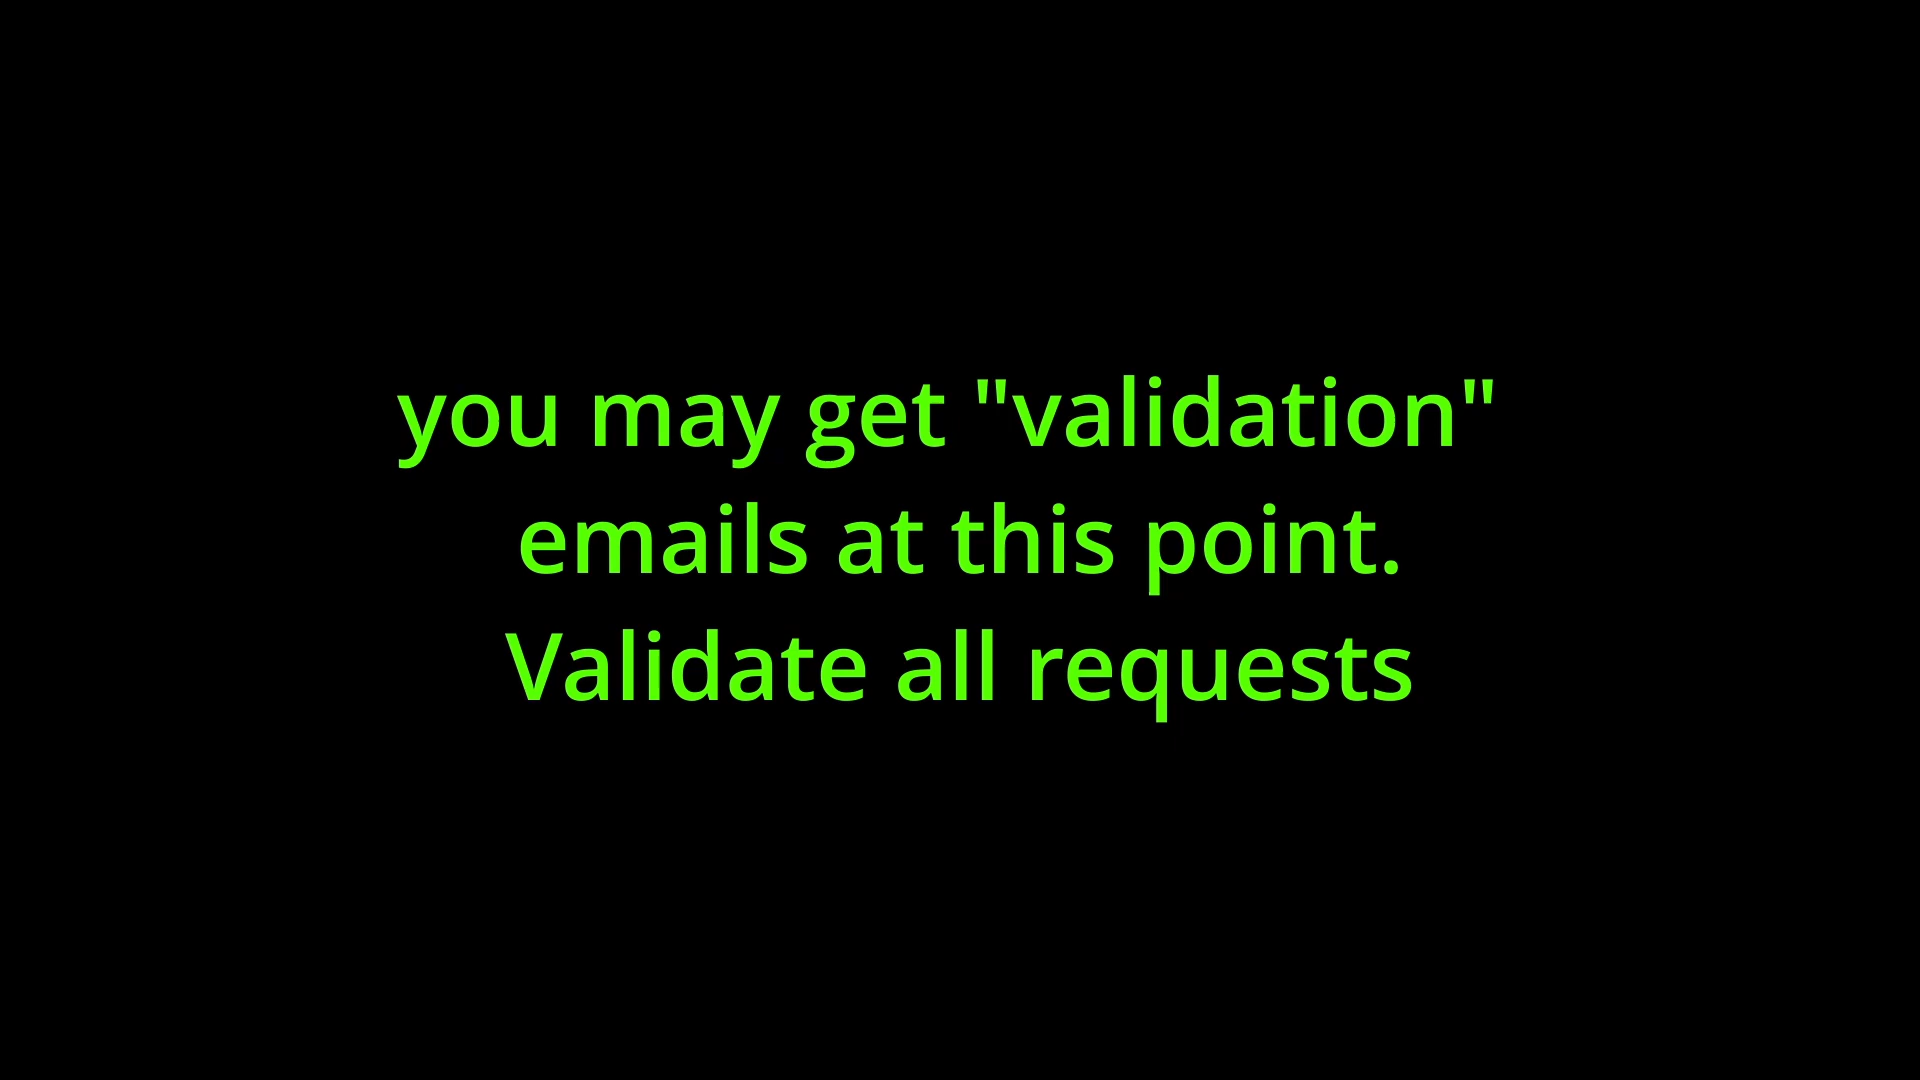 you may get "validation"
emails at this point.
Validate all requests